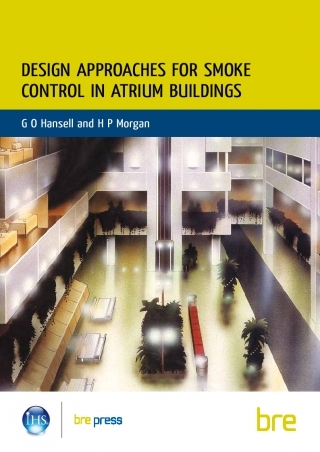 DESIGN APPROACHES FOR SMOKE
CONTROL IN ATRIUM BUILDINGS
G O Hansell and H P Morgan
IHS
bre press
bre